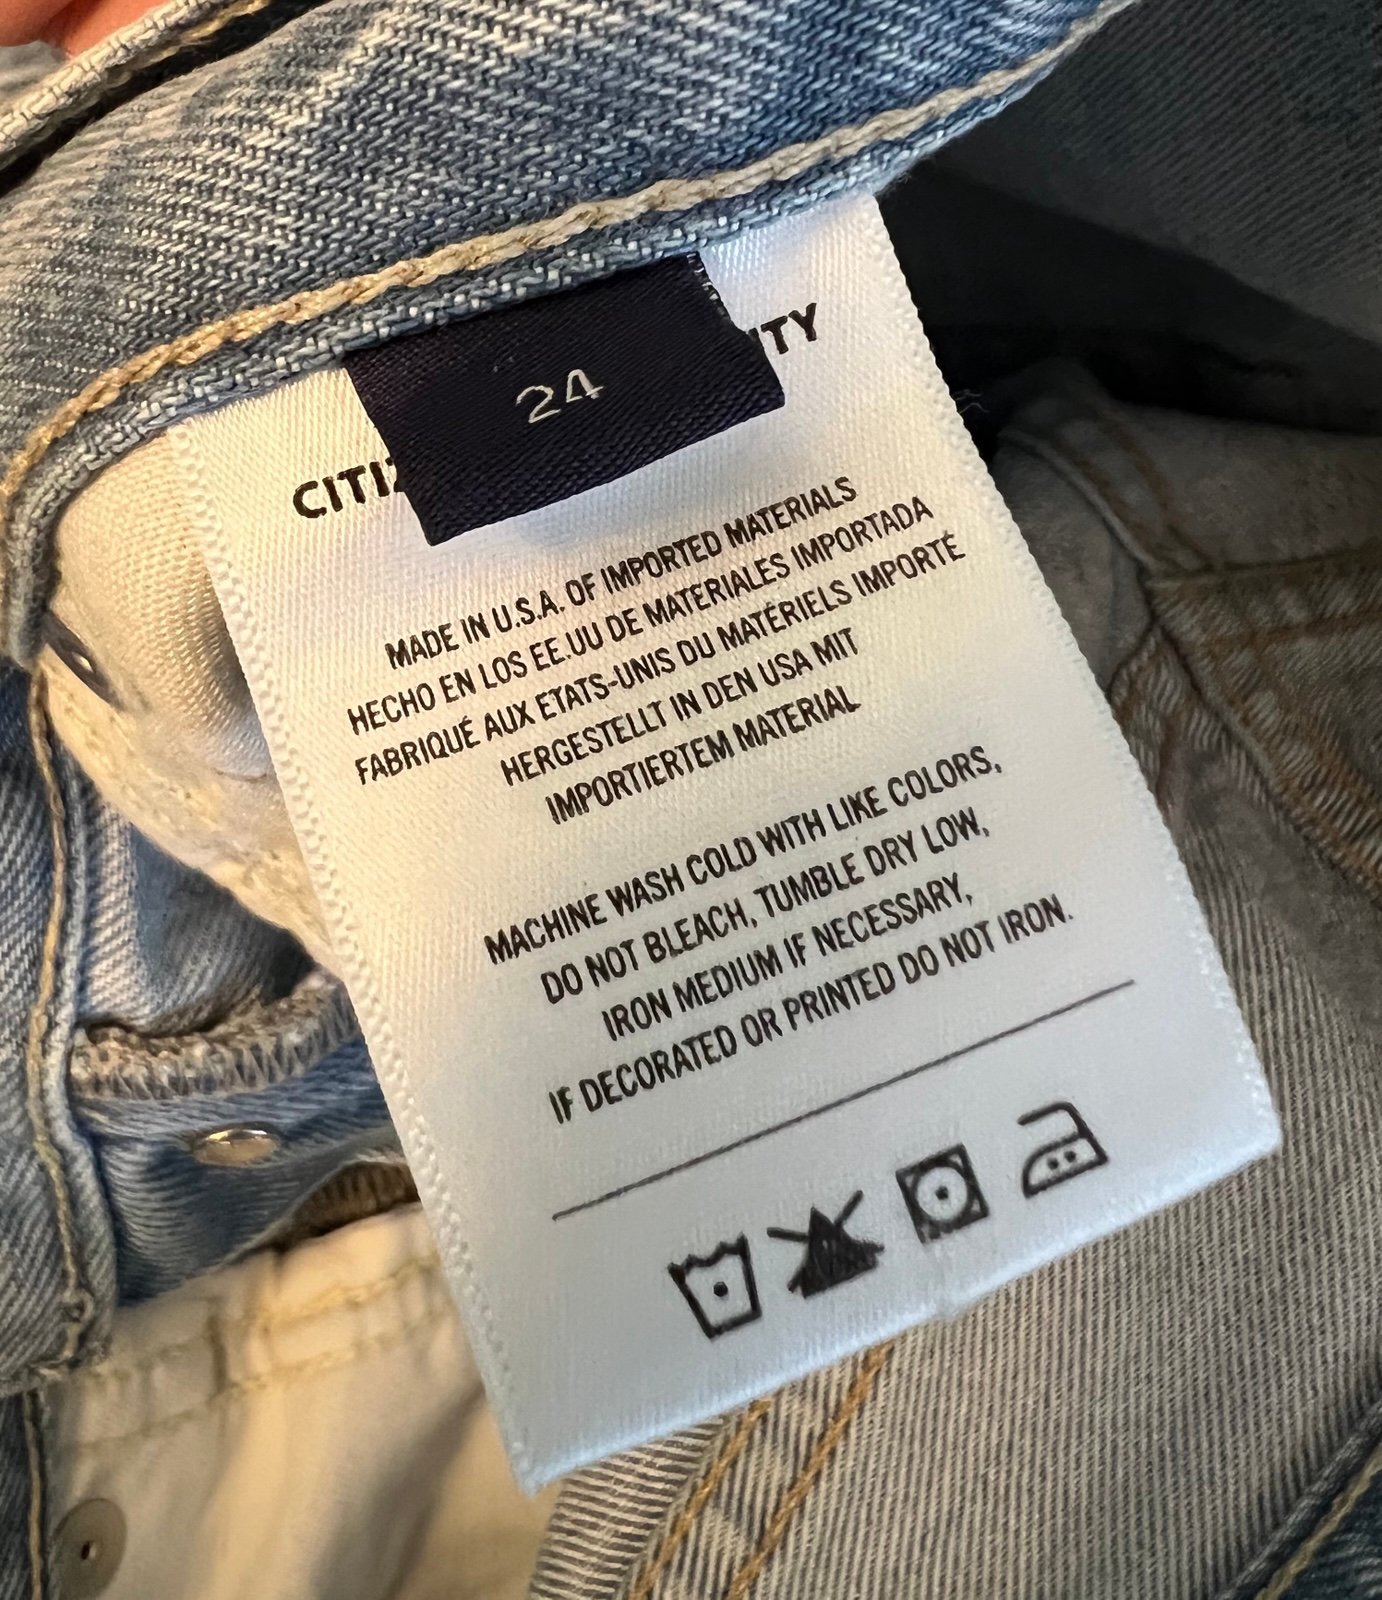 24
CITIZ
ITY
MADE IN U.S.A. OF IMPORTED MATERIALS
HECHO EN LOS EE.UU DE MATERIALES IMPORTADA
FABRIQUÉ AUX ETATS-UNIS DU MATÉRIELS IMPORTÉ
HERGESTELLT IN DEN USA MIT
IMPORTIERTEM MATERIAL
MACHINE WASH COLD WITH LIKE COLORS,
DO NOT BLEACH, TUMBLE DRY LOW,
IRON MEDIUM IF NECESSARY,
IF DECORATED OR PRINTED DO NOT IRON.